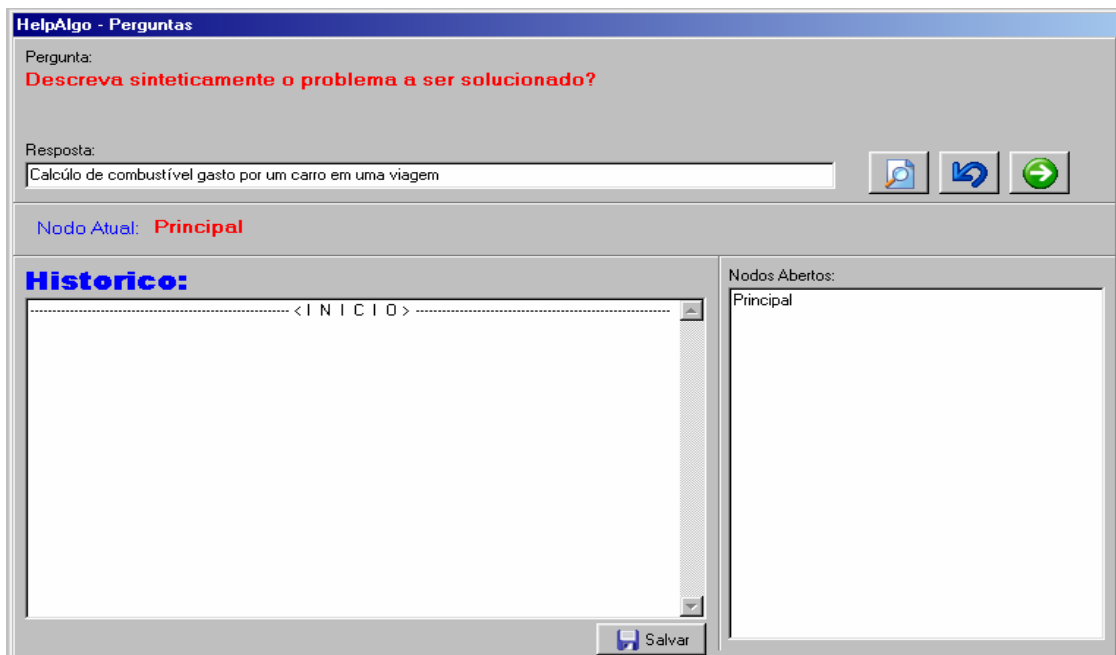 HelpAlgo - Perguntas
Pergunta:
Descreva sinteticamente o problema a ser solucionado?
Resposta:
Calcúlo de combustível gasto por um carro em uma viagem
Nodo Atual: Principal
Historico:
------------------------------------------------------- < I N I C I O > -------------------------------------------------------
Salvar
Nodos Abertos:
Principal